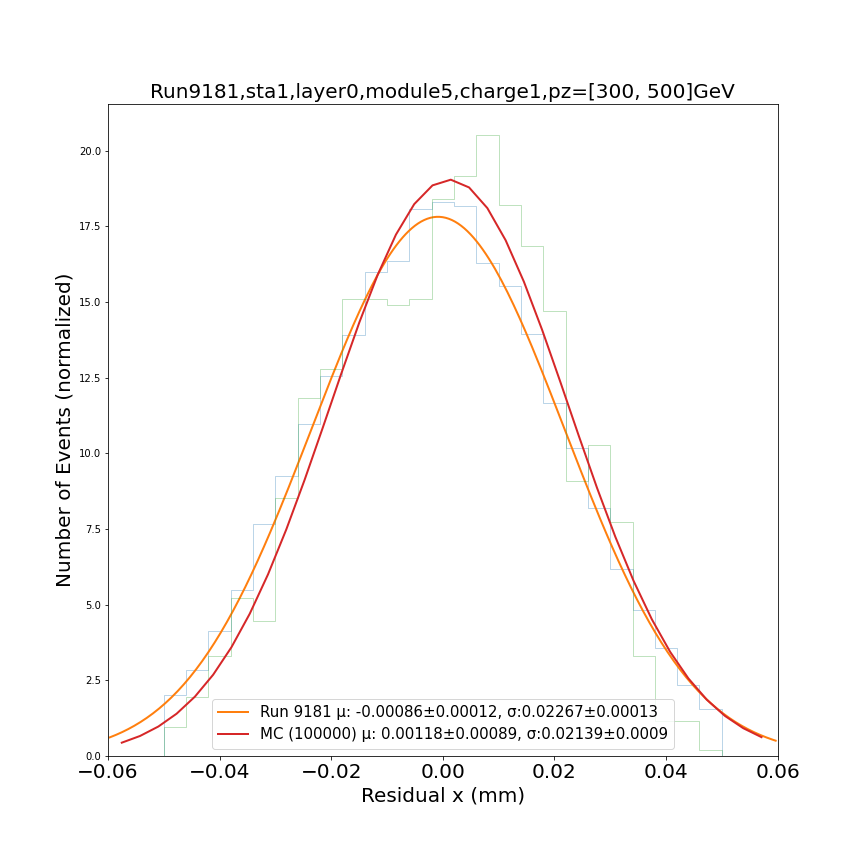 Run9181,sta1,layer0,module5,charge1,pz=[300, 500]GeV
Number of Events (normalized)
20.0
17.5
15.0
12.5
10.0
7.5
5.0
2.5
0.0
Run 9181 μ: -0.00086±0.00012, σ:0.02267±0.00013
MC (100000) μ: 0.00118±0.00089, σ:0.02139±0.0009
−0.06 −0.04 −0.02 0.00 0.02 0.04 0.06
Residual x (mm)